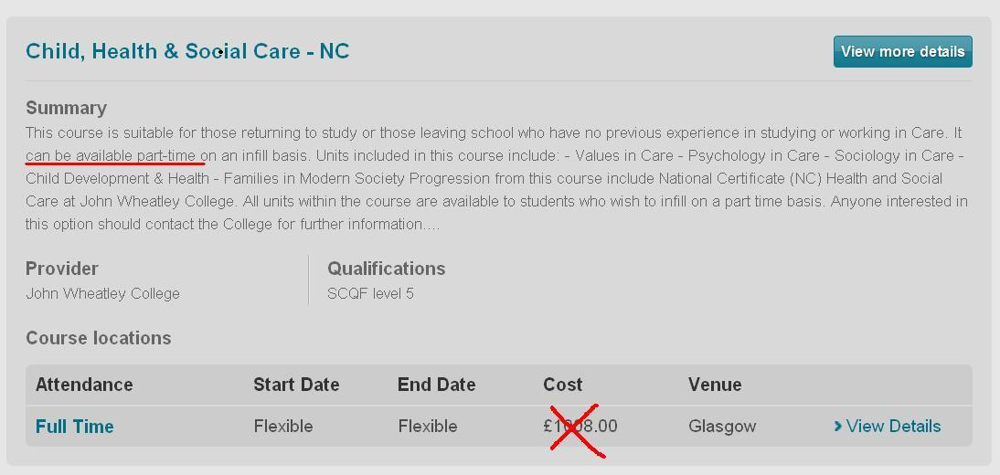 Child, Health & Social Care - NC
View more details
Summary
This course is suitable for those returning to study or those leaving school who have no previous experience in studying or working in Care. It
can be available part-time on an infill basis. Units included in this course include: - Values in Care - Psychology in Care - Sociology in Care -
Child Development & Health - Families in Modern Society Progression from this course include National Certificate (NC) Health and Social
Care at John Wheatley College. All units within the course are available to students who wish to infill on a part time basis. Anyone interested in
this option should contact the College for further information....
Provider
Qualifications
John Wheatley College
SCQF level 5
Course locations
Attendance Start Date End Date Cost Venue
Full Time Flexible Flexible £1008.00 Glasgow View Details